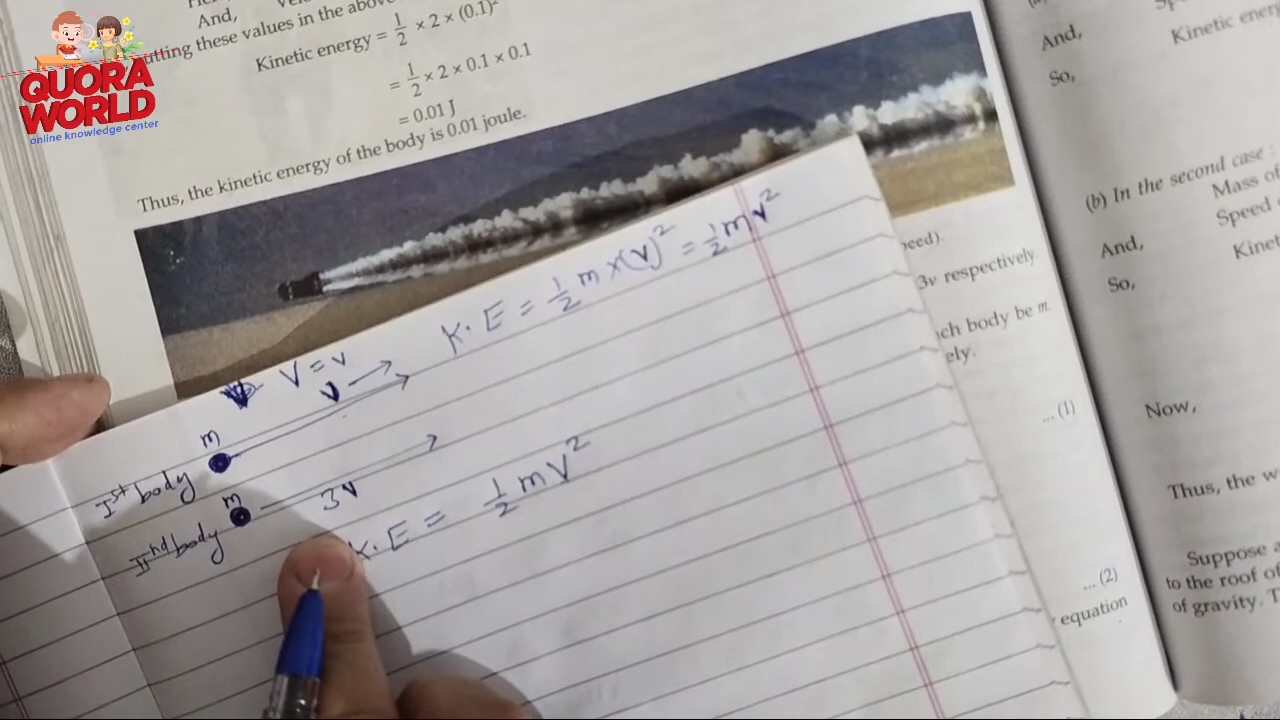 And,
utting these values in the above
Kinetic energy = 1/2 × 2 × (0.1)²
= 1/2 × 2 × 0.1 × 0.1
= 0.01 J
Thus, the kinetic energy of the body is 0.01 joule.
QUORA
WORLD
online knowledge center
V = v
K.E = 1/2 m × (v)² = 1/2 m v²
v
m
Ist body
m
3v
IInd body
K.E = 1/2 m V²
eed).
3v respectively
ch body be m.
ely.
... (1)
... (2)
equation
And,
Kinetic ener
So,
(b) In the second case :
Mass of
Speed o
And,
Kinet
So,
Now,
Thus, the w
Suppose a
to the roof of
of gravity. T